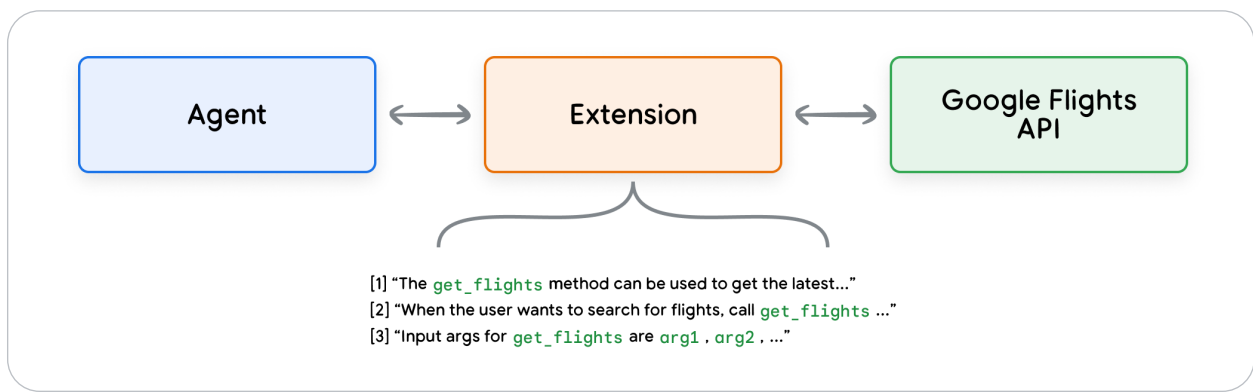 Agent
Extension
Google Flights
API
[1] “The get_flights method can be used to get the latest...”
[2] “When the user wants to search for flights, call get_flights ...”
[3] “Input args for get_flights are arg1 , arg2 , ...”